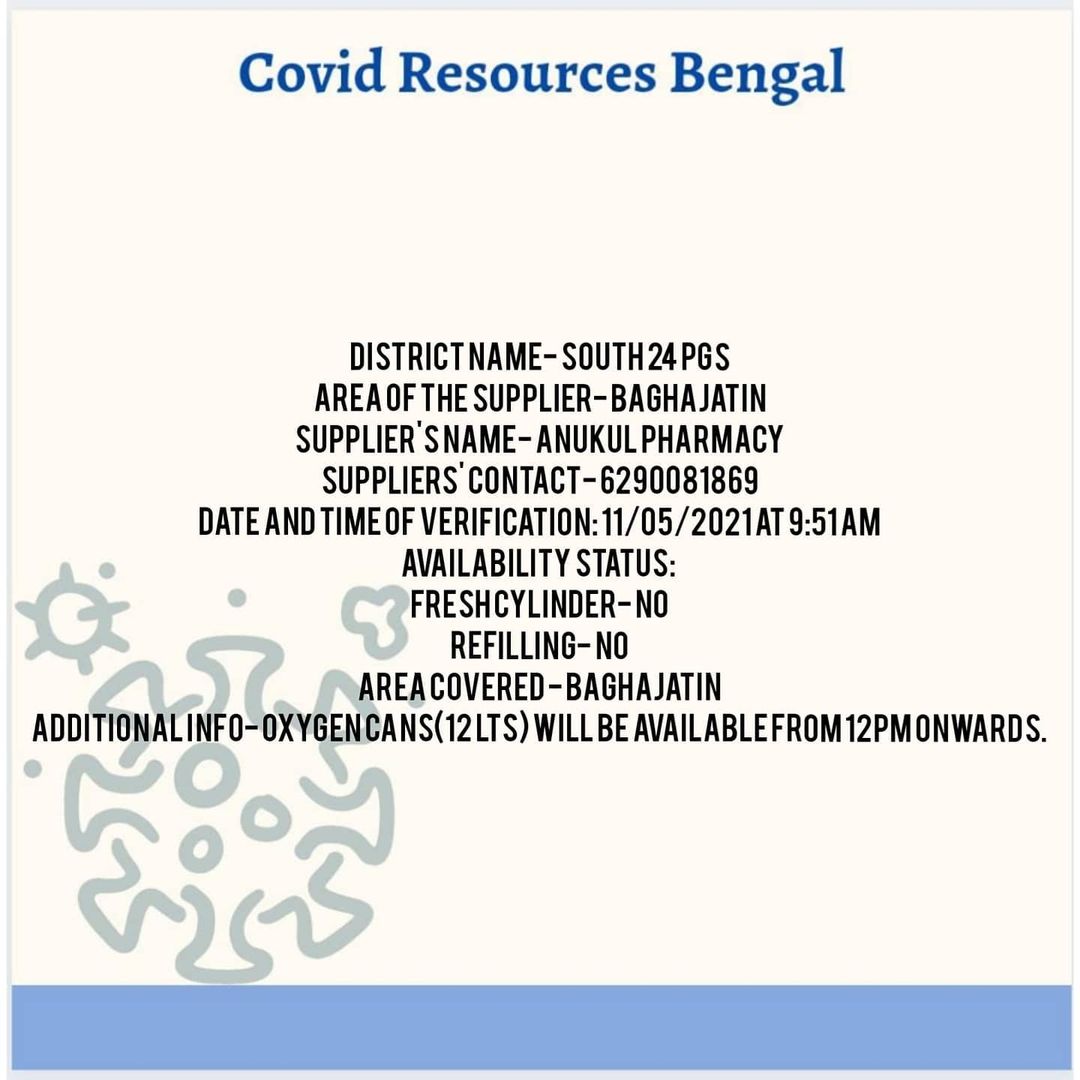 Covid Resources Bengal
DISTRICT NAME- SOUTH 24 PGS
AREA OF THE SUPPLIER- BAGHAJATIN
SUPPLIER'S NAME- ANUKUL PHARMACY
SUPPLIERS' CONTACT- 6290081869
DATE AND TIME OF VERIFICATION: 11/05/2021 AT 9:51 AM
AVAILABILITY STATUS:
FRESH CYLINDER- NO
REFILLING- NO
AREA COVERED - BAGHAJATIN
ADDITIONAL INFO- OXYGEN CANS(12 LTS) WILL BE AVAILABLE FROM 12PM ONWARDS.